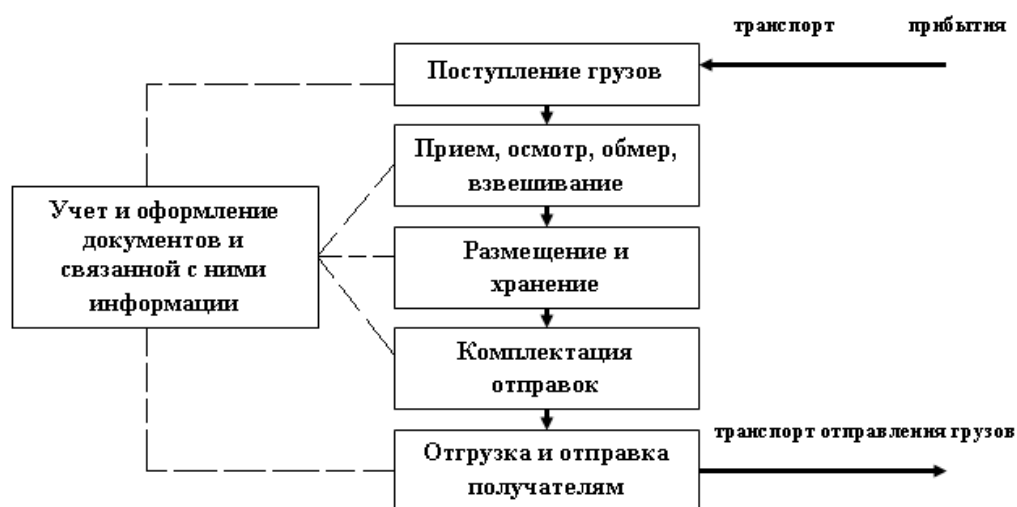 транспорт прибытия
Поступление грузов
Прием, осмотр, обмер,
взвешивание
Учет и оформление
документов и
связанной с ними
информации
Размещение и
хранение
Комплектация
отправок
транспорт отправления грузов
Отгрузка и отправка
получателям